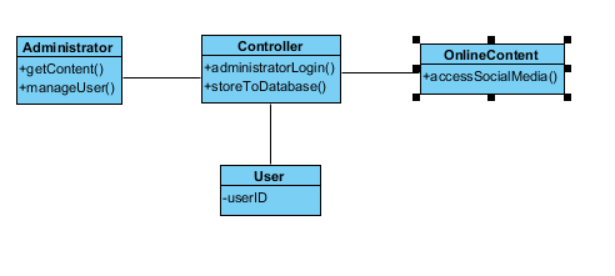 Administrator
+getContent()
+manageUser()
Controller
+administratorLogin()
+storeToDatabase()
OnlineContent
+accessSocialMedia()
User
-userID